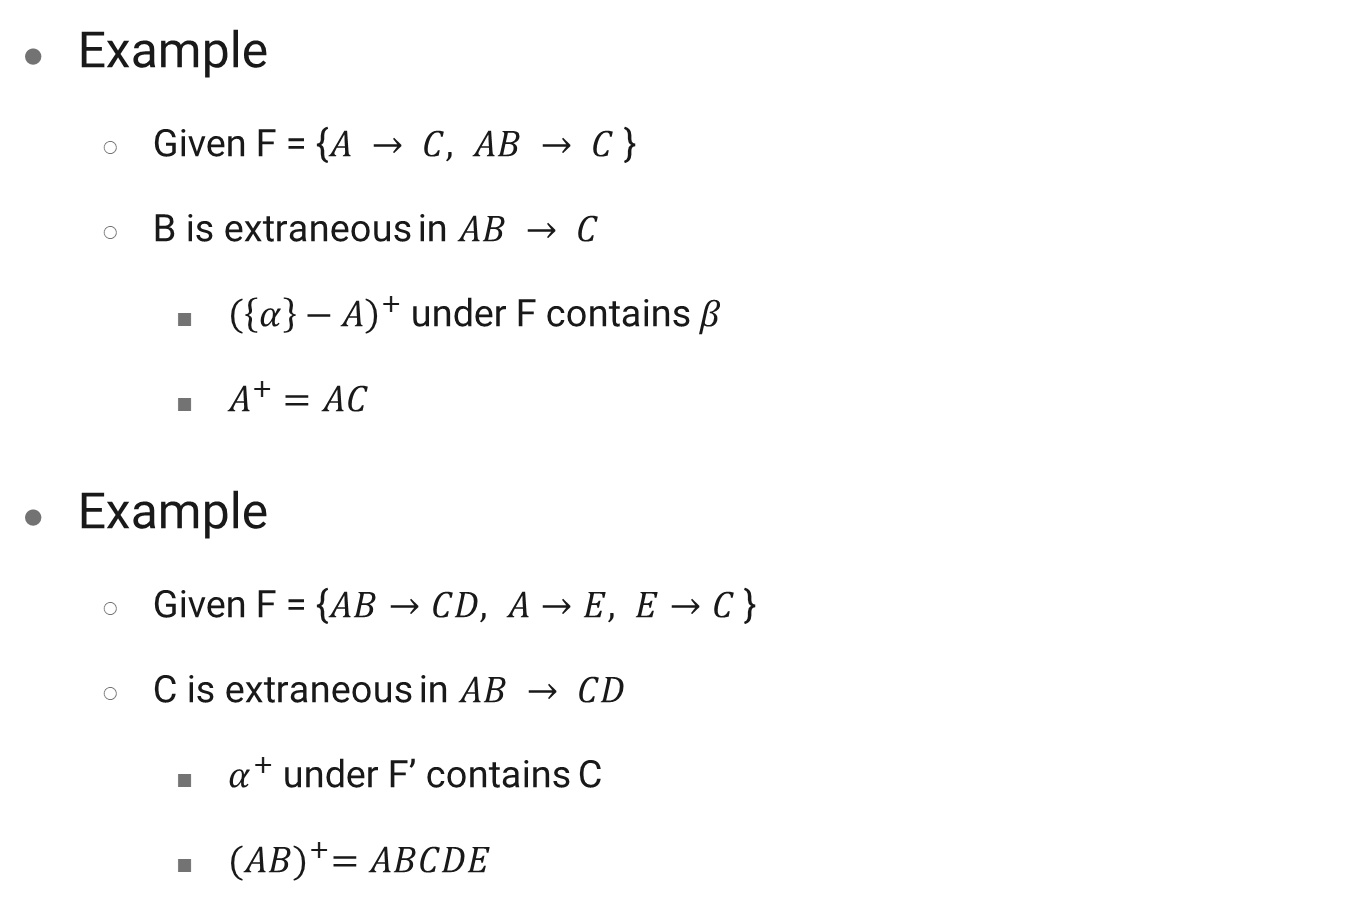 ● Example
○ Given F = {A → C, AB → C }
○ B is extraneous in AB → C
■ ({α} − A)⁺ under F contains β
■ A⁺ = AC
● Example
○ Given F = {AB → CD, A → E, E → C }
○ C is extraneous in AB → CD
■ α⁺ under F’ contains C
■ (AB)⁺= ABCDE